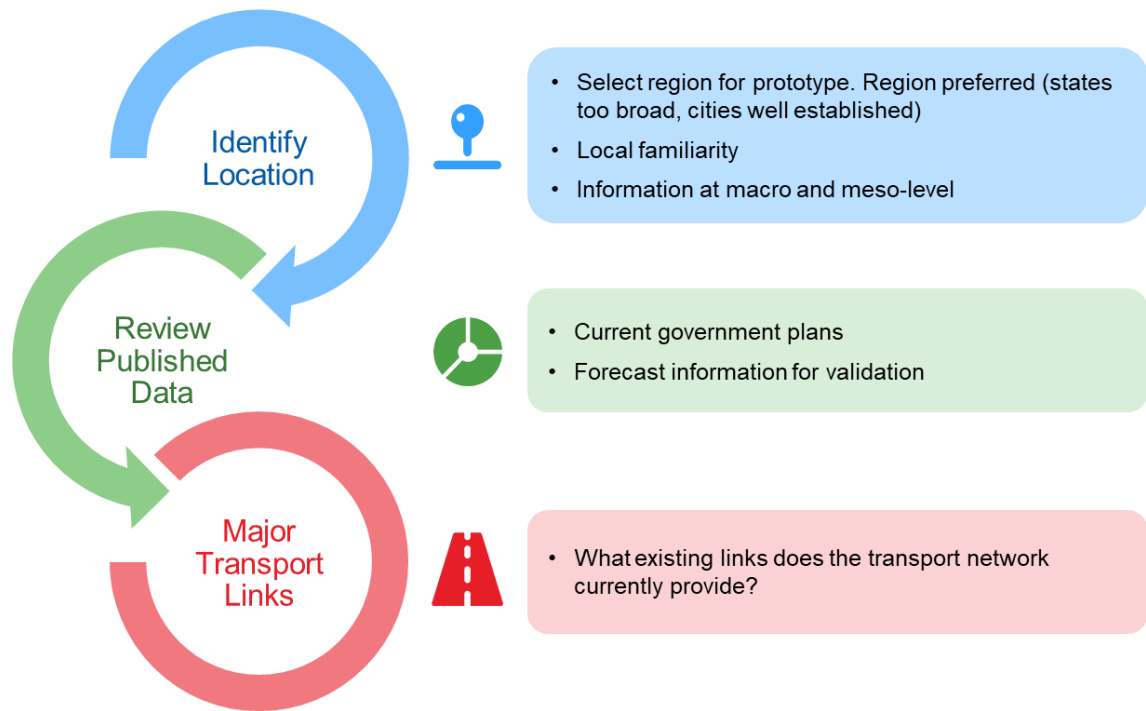 Identify
Location
• Select region for prototype. Region preferred (states
too broad, cities well established)
• Local familiarity
• Information at macro and meso-level
Review
Published
Data
• Current government plans
• Forecast information for validation
Major
Transport
Links
• What existing links does the transport network
currently provide?